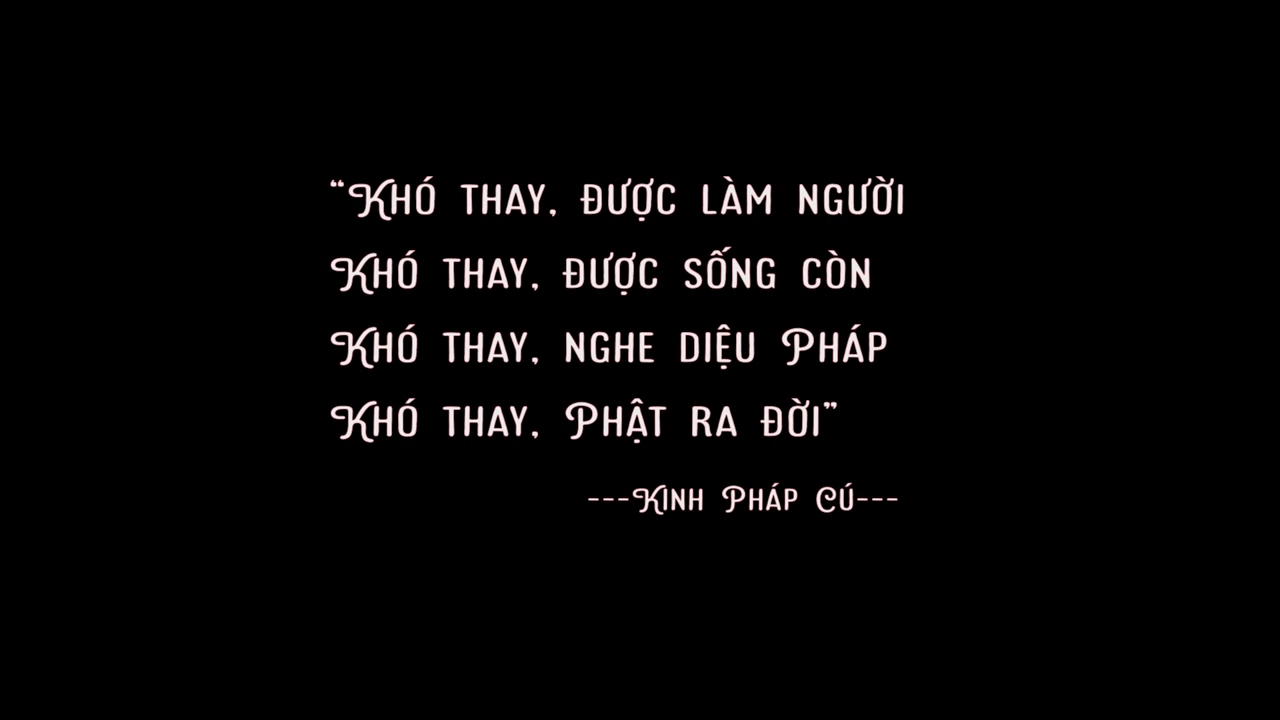 “Khó thay, được làm người
Khó thay, được sống còn
Khó thay, nghe diệu Pháp
Khó thay, Phật ra đời”
---Kinh Pháp Cú---